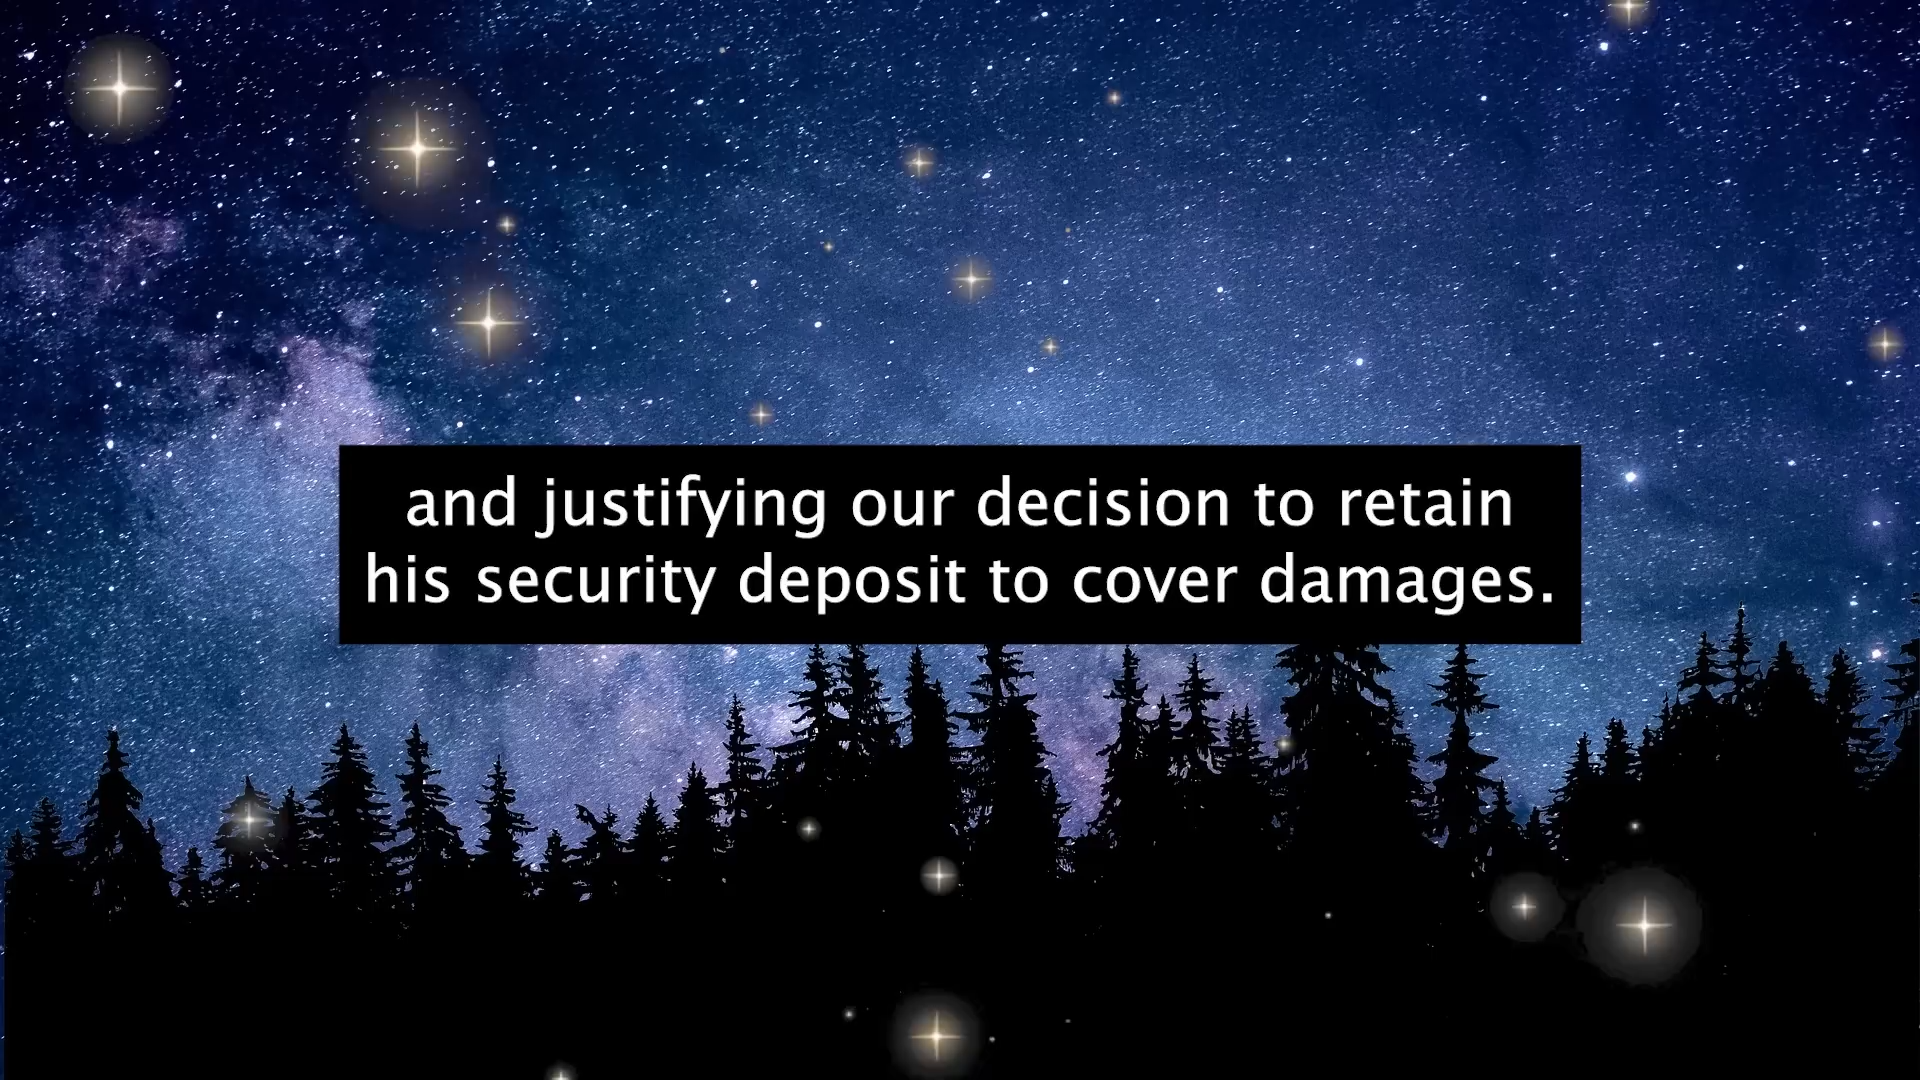 and justifying our decision to retain
his security deposit to cover damages.